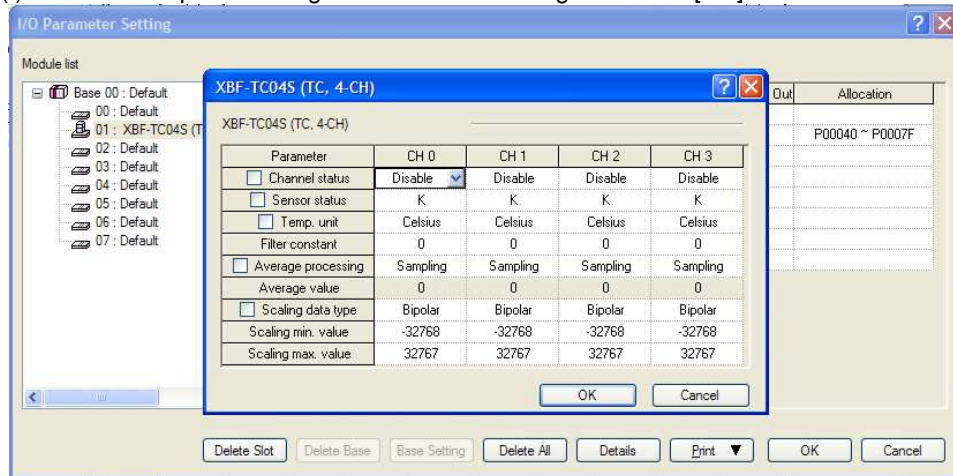 I/O Parameter Setting
Module list
Base 00 : Default
00 : Default
01 : XBF-TC04S (T
02 : Default
03 : Default
04 : Default
05 : Default
06 : Default
07 : Default
Out Allocation
P00040 ~ P0007F
XBF-TC04S (TC, 4-CH)
XBF-TC04S (TC, 4-CH)
Parameter CH 0 CH 1 CH 2 CH 3
Channel status Disable Disable Disable Disable
Sensor status K K K K
Temp. unit Celsius Celsius Celsius Celsius
Filter constant 0 0 0 0
Average processing Sampling Sampling Sampling Sampling
Average value 0 0 0 0
Scaling data type Bipolar Bipolar Bipolar Bipolar
Scaling min. value -32768 -32768 -32768 -32768
Scaling max. value 32767 32767 32767 32767
OK Cancel
Delete Slot Delete Base Base Setting Delete All Details Print ▼ OK Cancel